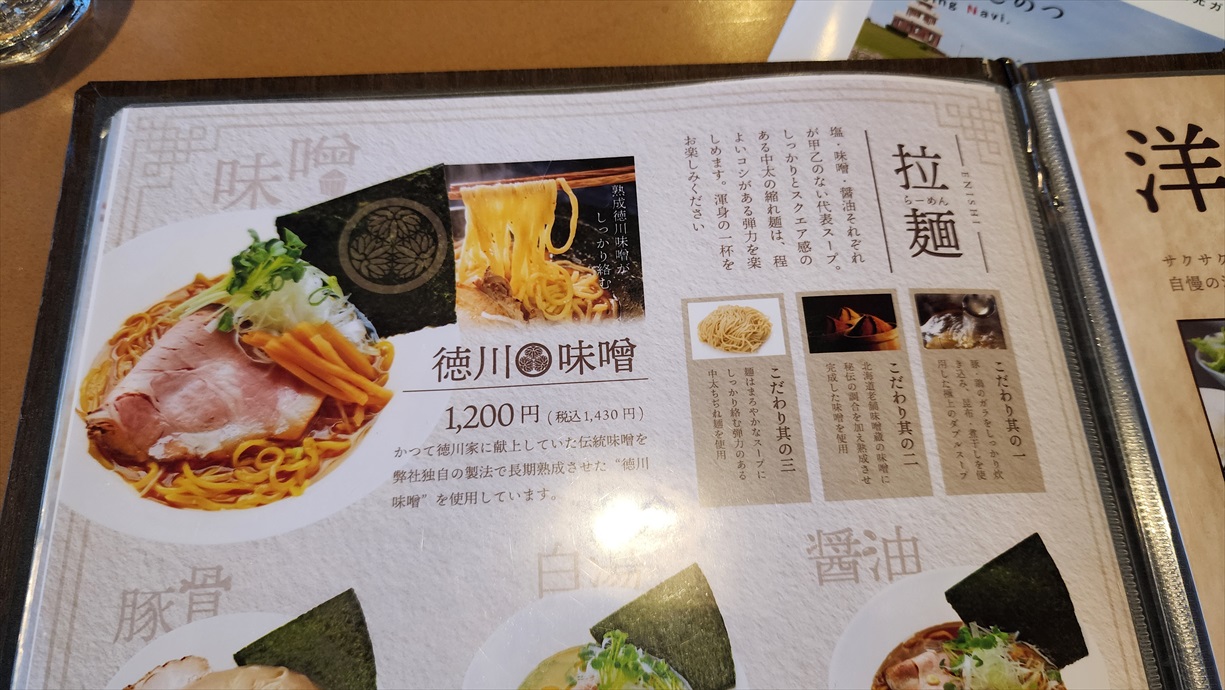 ng Navi.
味噌
熟成徳川味噌が
しっかり絡む
徳川 味噌
1,200円(税込1,430円)
かつて徳川家に献上していた伝統味噌を
弊社独自の製法で長期熟成させた“徳川
味噌”を使用しています。
ENISHI
拉麺
らーめん
塩・味噌・醤油それぞれ
が甲乙のない代表スープ。
しっかりとスクエア感の
ある中太の縮れ麺は、程
よいコシがある弾力を楽
しめます。渾身の一杯を
お楽しみください
こだわり其の一
豚・鶏のガラをしっかり炊
き込み、昆布・煮干しを使
用した極上のダブルスープ
こだわり其の二
北海道老舗味噌蔵の味噌に
秘伝の調合を加え熟成させ
完成した味噌を使用
こだわり其の三
麺はまろやかなスープに
しっかり絡む弾力のある
中太ちぢれ麺を使用
豚骨
白湯
醤油
洋
サクサク
自慢の